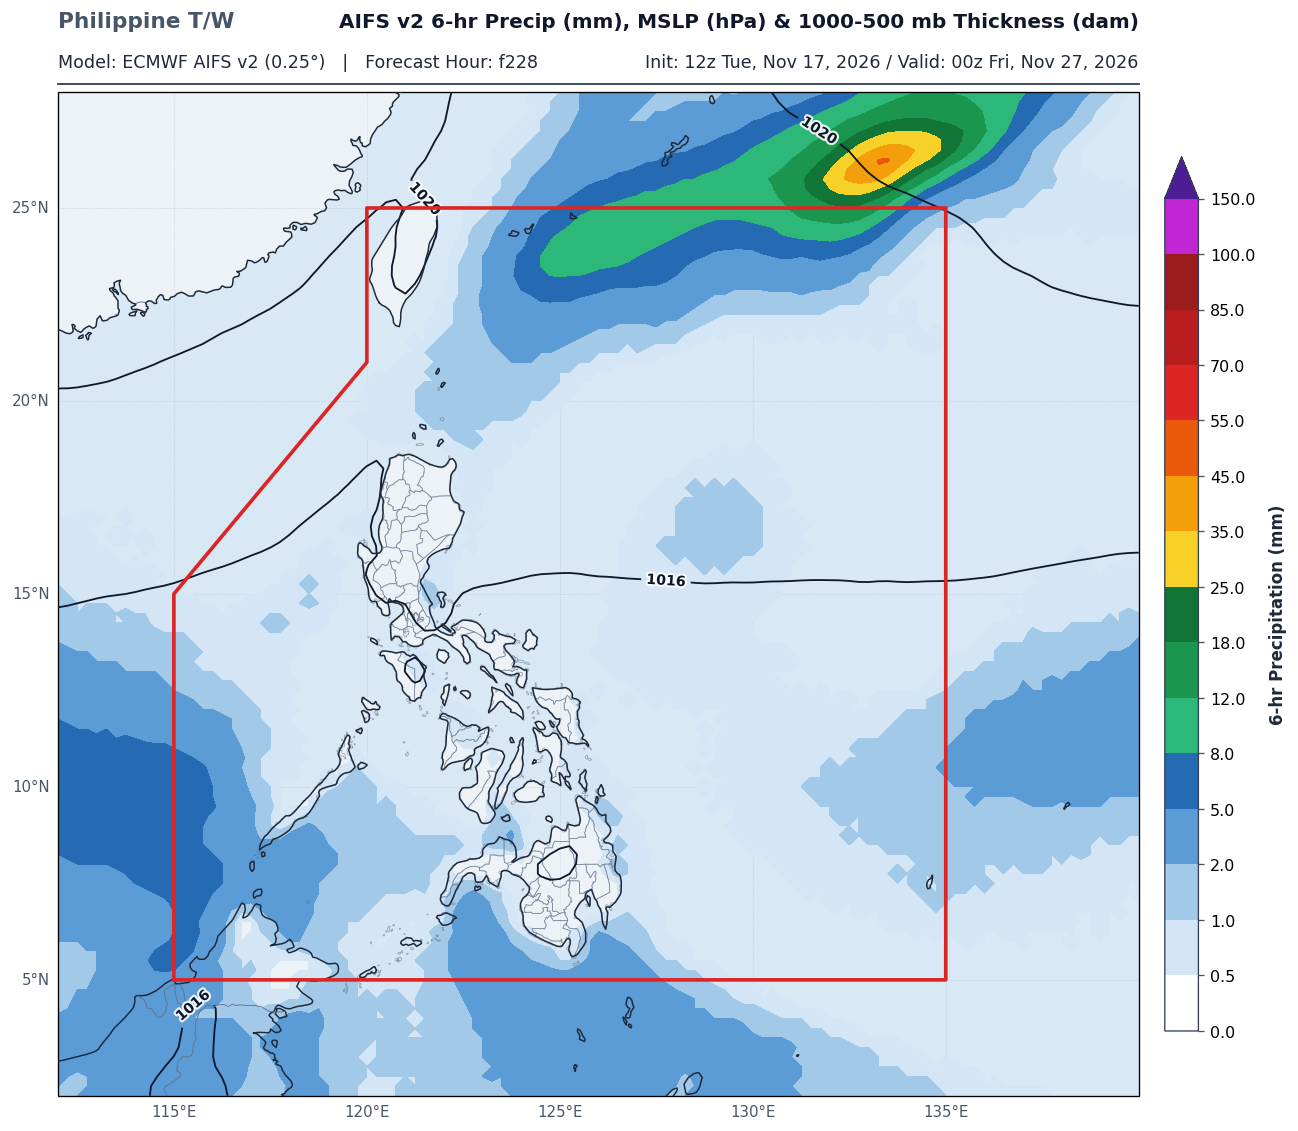 Philippine T/W
AIFS v2 6-hr Precip (mm), MSLP (hPa) & 1000-500 mb Thickness (dam)
Model: ECMWF AIFS v2 (0.25°) | Forecast Hour: f228
Init: 12z Tue, Nov 17, 2026 / Valid: 00z Fri, Nov 27, 2026
1020
1020
1016
1016
25°N
20°N
15°N
10°N
5°N
115°E
120°E
125°E
130°E
135°E
150.0
100.0
85.0
70.0
55.0
45.0
35.0
25.0
18.0
12.0
8.0
5.0
2.0
1.0
0.5
0.0
6-hr Precipitation (mm)